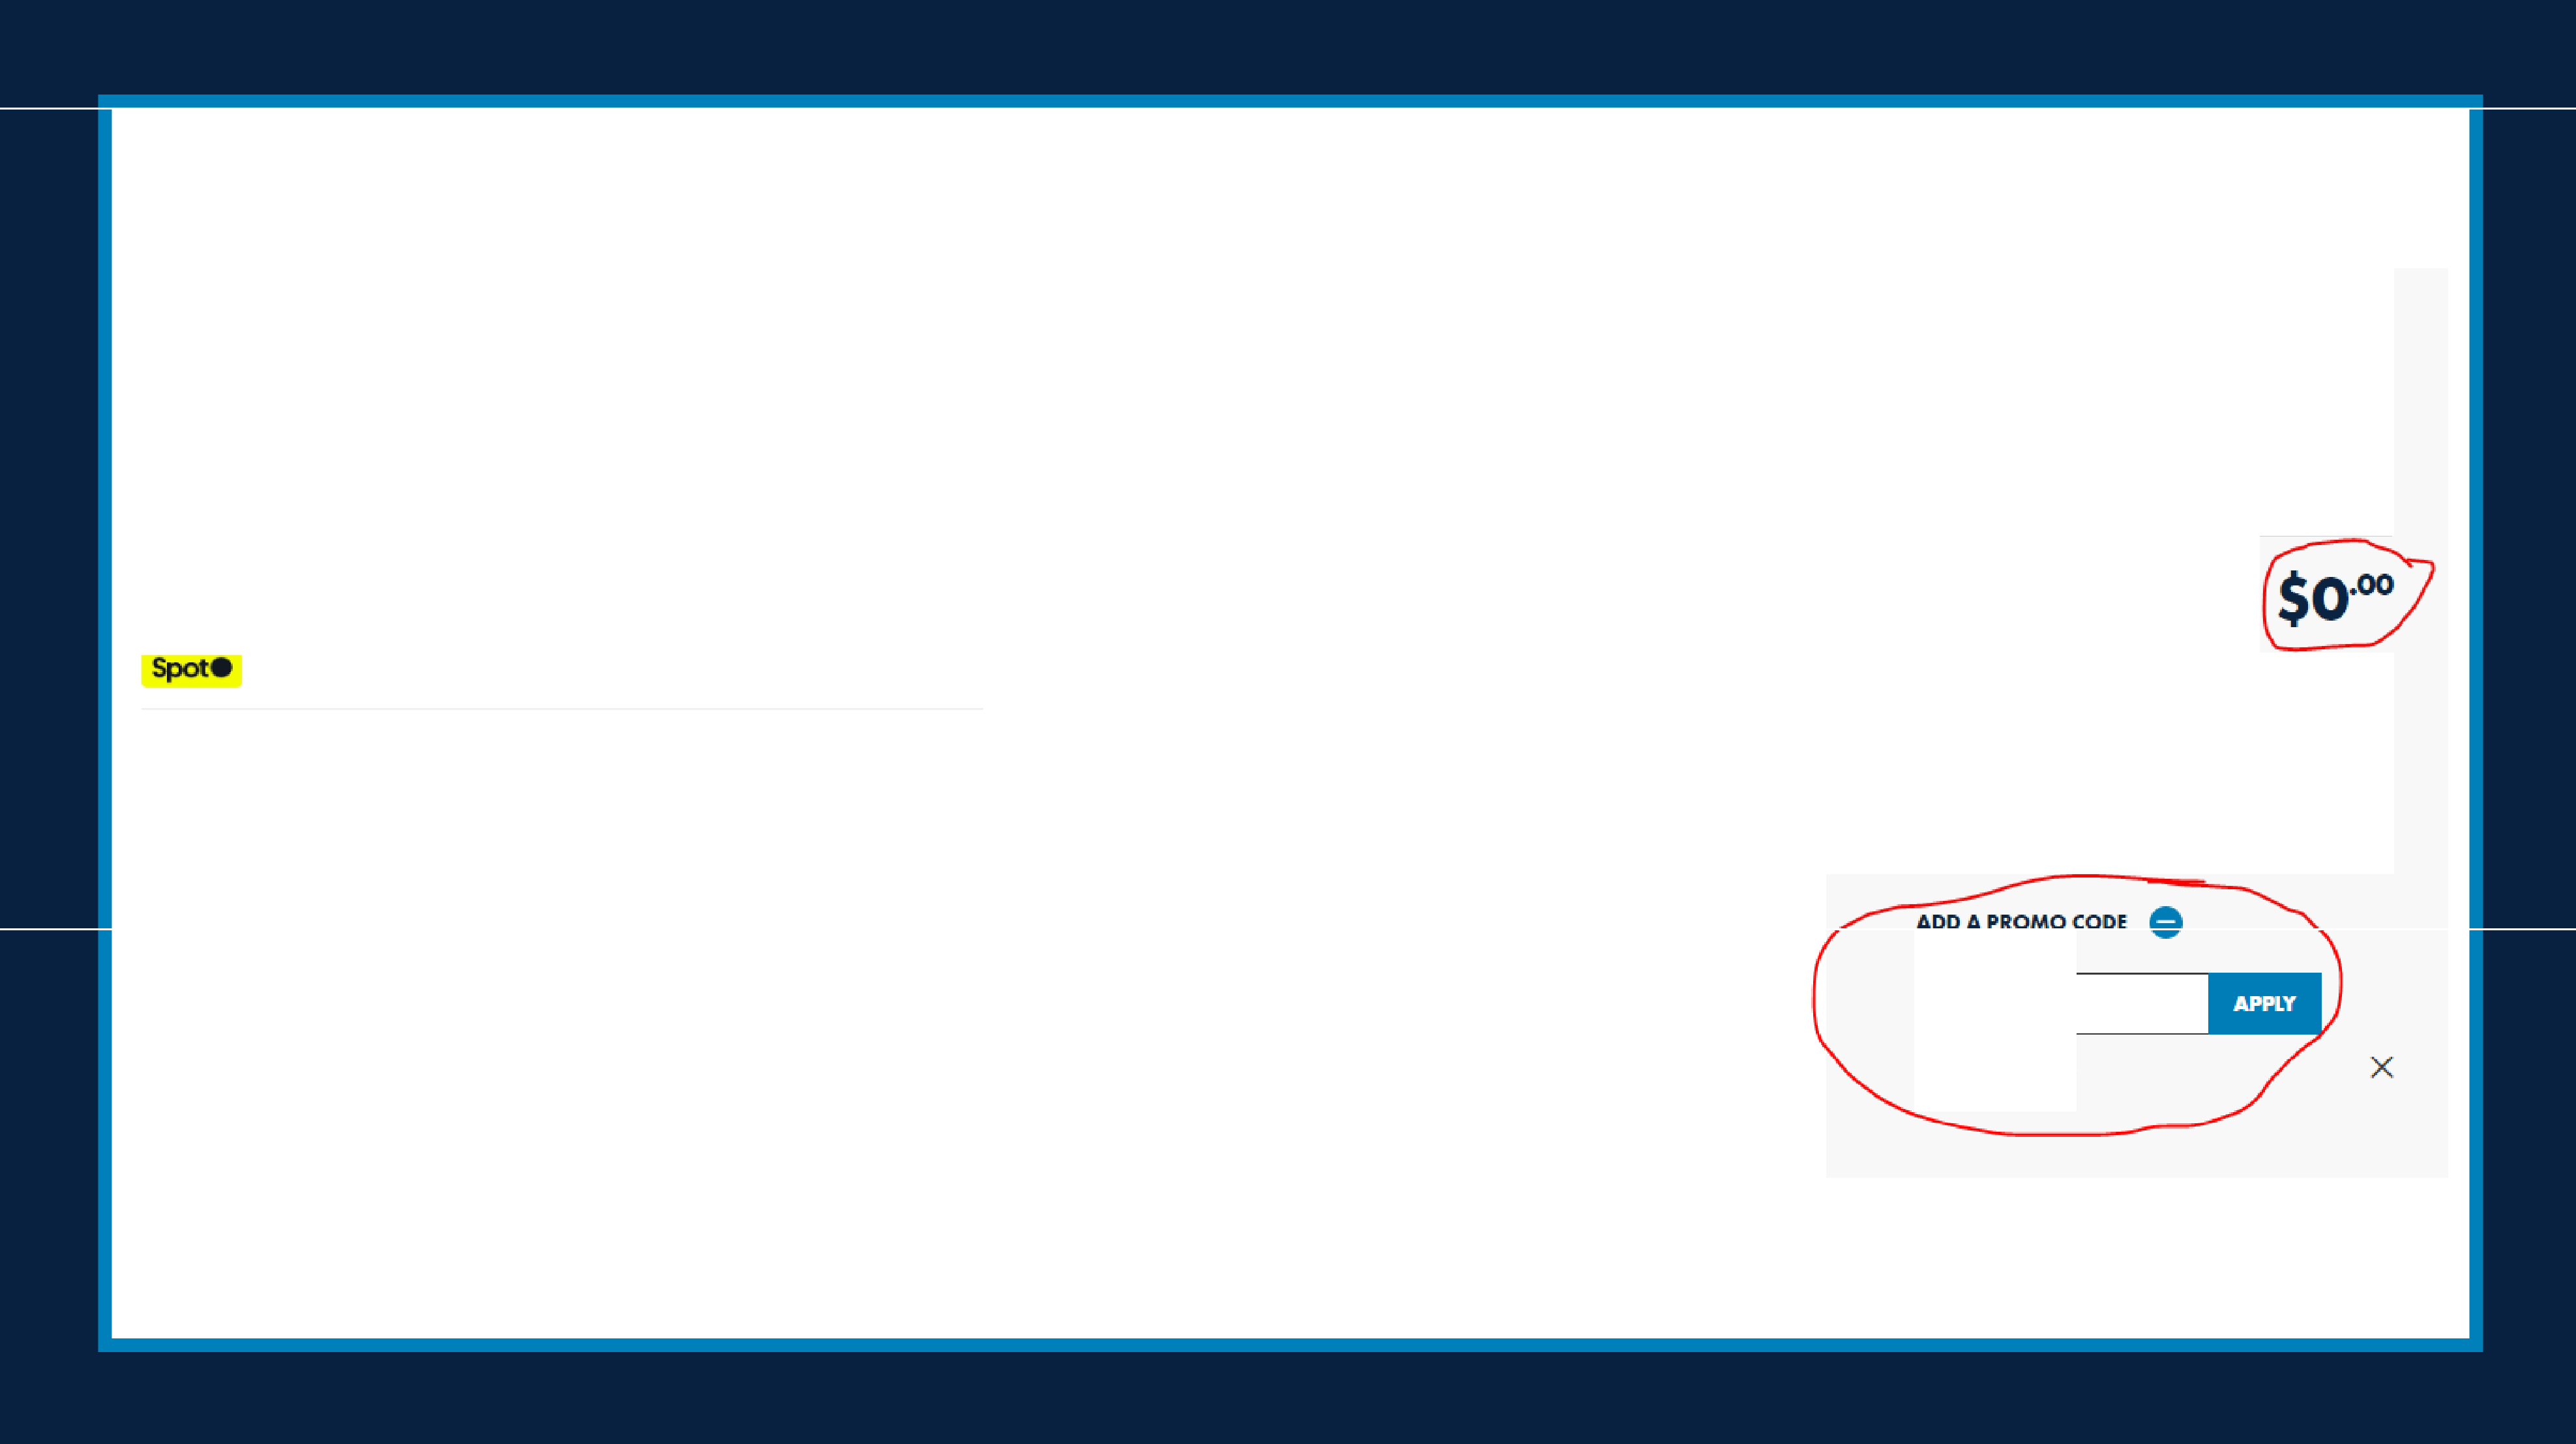 $0.00
Spot
ADD A PROMO CODE
APPLY